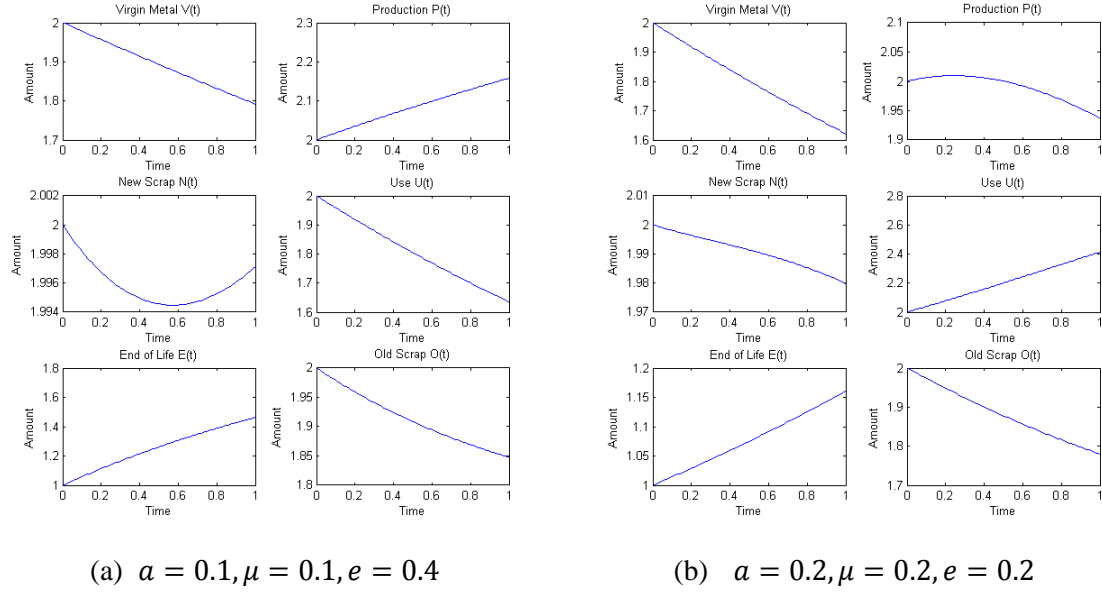 Virgin Metal V(t)
2
1.9
1.8
1.7
Amount
0 0.2 0.4 0.6 0.8 1
Time
Production P(t)
2.3
2.2
2.1
2
Amount
0 0.2 0.4 0.6 0.8 1
Time
New Scrap N(t)
2.002
2
1.998
1.996
1.994
Amount
0 0.2 0.4 0.6 0.8 1
Time
Use U(t)
2
1.9
1.8
1.7
1.6
Amount
0 0.2 0.4 0.6 0.8 1
Time
End of Life E(t)
1.8
1.6
1.4
1.2
1
Amount
0 0.2 0.4 0.6 0.8 1
Time
Old Scrap O(t)
2
1.95
1.9
1.85
1.8
Amount
0 0.2 0.4 0.6 0.8 1
Time
(a) a = 0.1, μ = 0.1, e = 0.4
Virgin Metal V(t)
2
1.9
1.8
1.7
1.6
Amount
0 0.2 0.4 0.6 0.8 1
Time
Production P(t)
2.1
2.05
2
1.95
1.9
Amount
0 0.2 0.4 0.6 0.8 1
Time
New Scrap N(t)
2.01
2
1.99
1.98
1.97
Amount
0 0.2 0.4 0.6 0.8 1
Time
Use U(t)
2.8
2.6
2.4
2.2
2
Amount
0 0.2 0.4 0.6 0.8 1
Time
End of Life E(t)
1.2
1.15
1.1
1.05
1
Amount
0 0.2 0.4 0.6 0.8 1
Time
Old Scrap O(t)
2
1.9
1.8
1.7
Amount
0 0.2 0.4 0.6 0.8 1
Time
(b) a = 0.2, μ = 0.2, e = 0.2